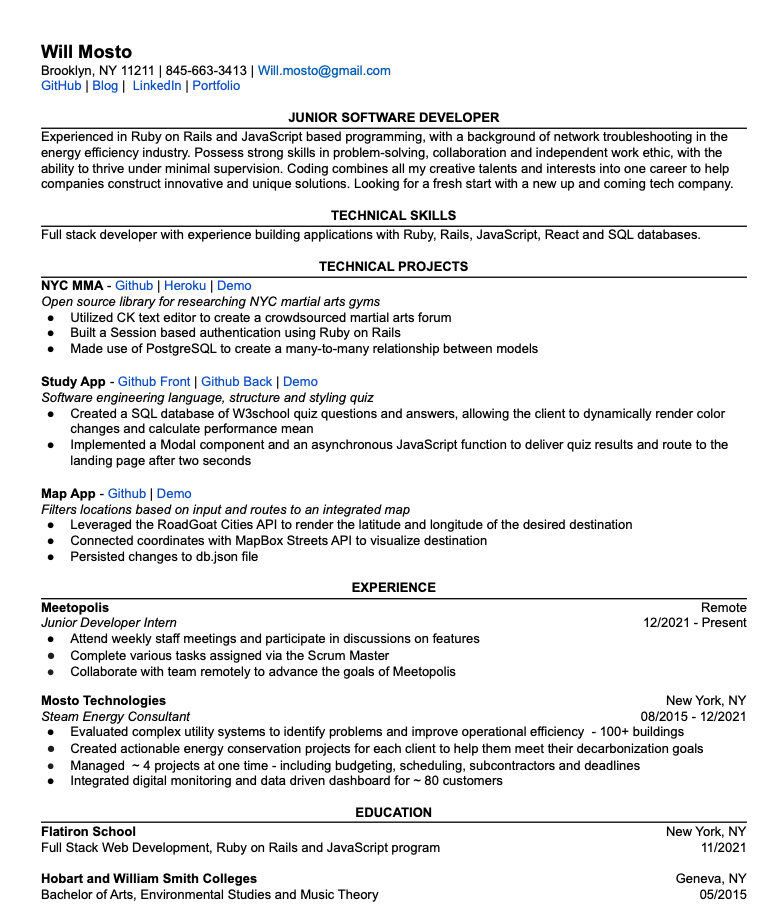 Will Mosto
Brooklyn, NY 11211 | 845-663-3413 | Will.mosto@gmail.com
GitHub | Blog | LinkedIn | Portfolio
JUNIOR SOFTWARE DEVELOPER
Experienced in Ruby on Rails and JavaScript based programming, with a background of network troubleshooting in the
energy efficiency industry. Possess strong skills in problem-solving, collaboration and independent work ethic, with the
ability to thrive under minimal supervision. Coding combines all my creative talents and interests into one career to help
companies construct innovative and unique solutions. Looking for a fresh start with a new up and coming tech company.
TECHNICAL SKILLS
Full stack developer with experience building applications with Ruby, Rails, JavaScript, React and SQL databases.
TECHNICAL PROJECTS
NYC MMA - Github | Heroku | Demo
Open source library for researching NYC martial arts gyms
● Utilized CK text editor to create a crowdsourced martial arts forum
● Built a Session based authentication using Ruby on Rails
● Made use of PostgreSQL to create a many-to-many relationship between models
Study App - Github Front | Github Back | Demo
Software engineering language, structure and styling quiz
● Created a SQL database of W3school quiz questions and answers, allowing the client to dynamically render color
changes and calculate performance mean
● Implemented a Modal component and an asynchronous JavaScript function to deliver quiz results and route to the
landing page after two seconds
Map App - Github | Demo
Filters locations based on input and routes to an integrated map
● Leveraged the RoadGoat Cities API to render the latitude and longitude of the desired destination
● Connected coordinates with MapBox Streets API to visualize destination
● Persisted changes to db.json file
EXPERIENCE
Meetopolis Remote
Junior Developer Intern 12/2021 - Present
● Attend weekly staff meetings and participate in discussions on features
● Complete various tasks assigned via the Scrum Master
● Collaborate with team remotely to advance the goals of Meetopolis
Mosto Technologies New York, NY
Steam Energy Consultant 08/2015 - 12/2021
● Evaluated complex utility systems to identify problems and improve operational efficiency - 100+ buildings
● Created actionable energy conservation projects for each client to help them meet their decarbonization goals
● Managed ~ 4 projects at one time - including budgeting, scheduling, subcontractors and deadlines
● Integrated digital monitoring and data driven dashboard for ~ 80 customers
EDUCATION
Flatiron School New York, NY
Full Stack Web Development, Ruby on Rails and JavaScript program 11/2021
Hobart and William Smith Colleges Geneva, NY
Bachelor of Arts, Environmental Studies and Music Theory 05/2015